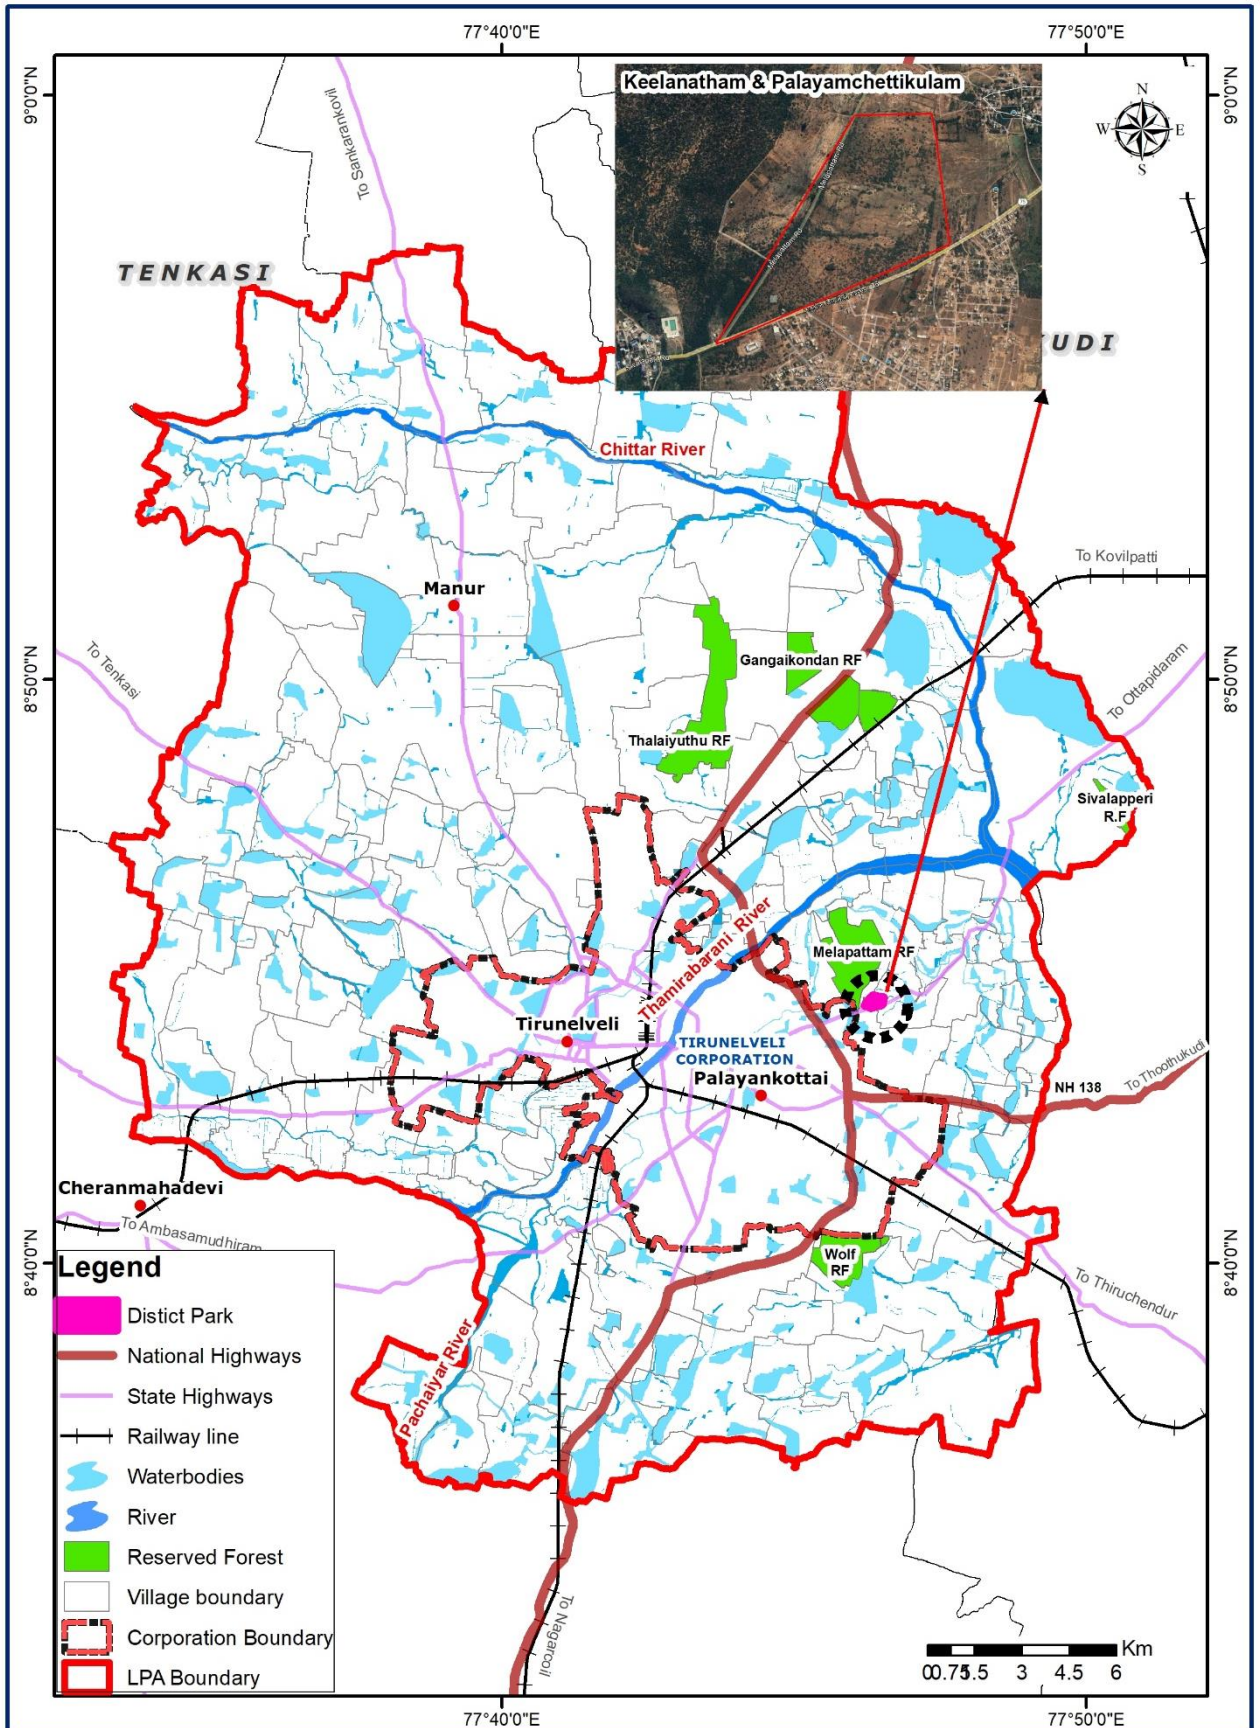 77°40'0"E
77°50'0"E
9°0'0"N
9°0'0"N
Keelanatham & Palayamchettikulam
N
W
E
S
To Sankarankovil
TENKASI
UDI
Chittar River
To Kovilpatti
Manur
To Tenkasi
Gangaikondan RF
8°50'0"N
8°50'0"N
To Ottapidaram
Thalaiyuthu RF
Sivalapperi
R.F
Melapattam RF
Thamirabarani River
Tirunelveli
TIRUNELVELI
CORPORATION
Palayankottai
NH 138
To Thoothukudi
Cheranmahadevi
To Ambasamudhiram
Wolf
RF
8°40'0"N
8°40'0"N
To Thiruchendur
Pachaiyar River
Legend
Distict Park
National Highways
State Highways
Railway line
Waterbodies
River
Reserved Forest
Village boundary
Corporation Boundary
LPA Boundary
To Nagarcoil
Km
0 0.75 1.5 3 4.5 6
77°40'0"E
77°50'0"E